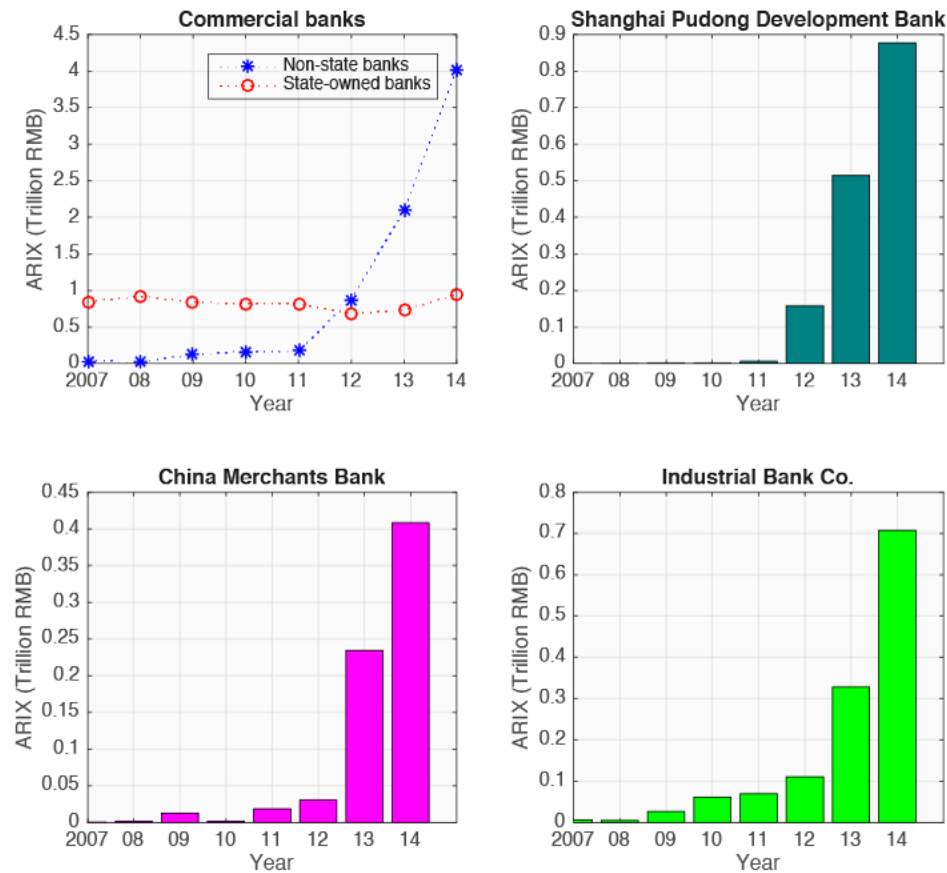 Commercial banks
4.5
4
3.5
3
2.5
2
1.5
1
0.5
0
ARIX (Trillion RMB)
Non-state banks
State-owned banks
2007 08 09 10 11 12 13 14
Year
Shanghai Pudong Development Bank
0.9
0.8
0.7
0.6
0.5
0.4
0.3
0.2
0.1
0
ARIX (Trillion RMB)
2007 08 09 10 11 12 13 14
Year
China Merchants Bank
0.45
0.4
0.35
0.3
0.25
0.2
0.15
0.1
0.05
0
ARIX (Trillion RMB)
2007 08 09 10 11 12 13 14
Year
Industrial Bank Co.
0.8
0.7
0.6
0.5
0.4
0.3
0.2
0.1
0
ARIX (Trillion RMB)
2007 08 09 10 11 12 13 14
Year